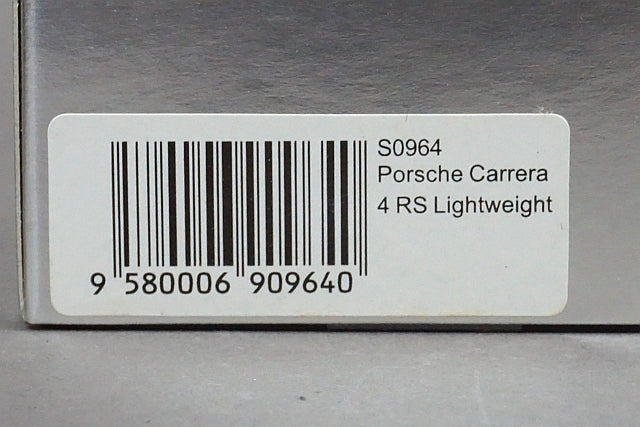 S0964
Porsche Carrera
4 RS Lightweight
9 580006 909640